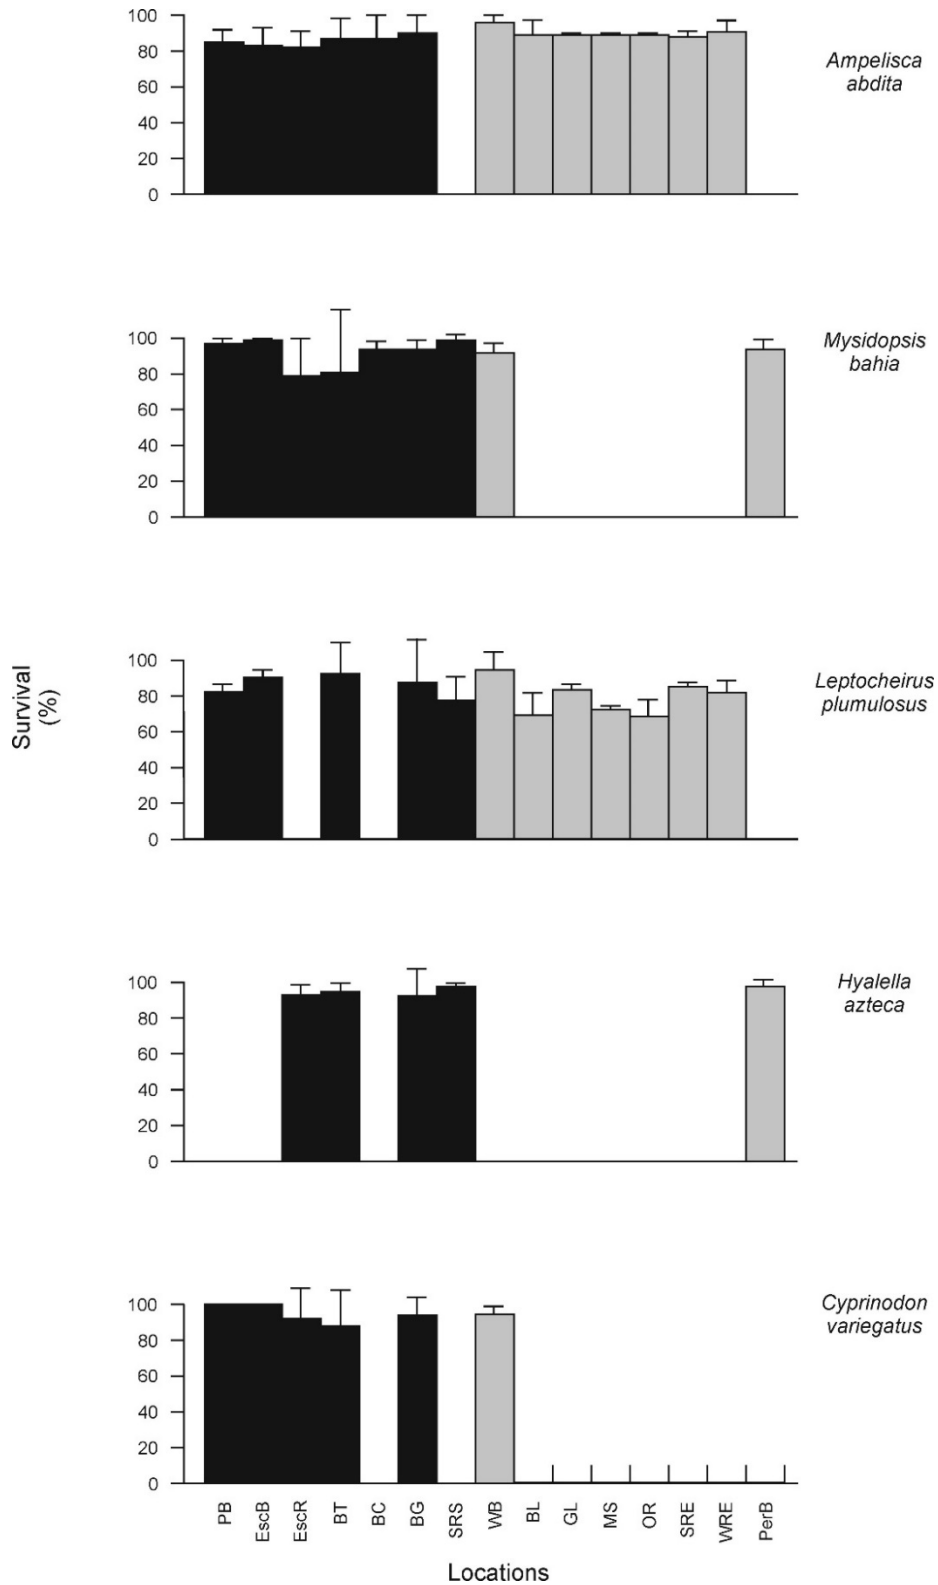 100
80
60
40
20
0
Ampelisca
abdita
100
80
60
40
20
0
Mysidopsis
bahia
Survival
(%)
100
80
60
40
20
0
Leptocheirus
plumulosus
100
80
60
40
20
0
Hyalella
azteca
100
80
60
40
20
0
Cyprinodon
variegatus
PB
EscB
EscR
BT
BC
BG
SRS
WB
BL
GL
MS
OR
SRE
WRE
PerB
Locations